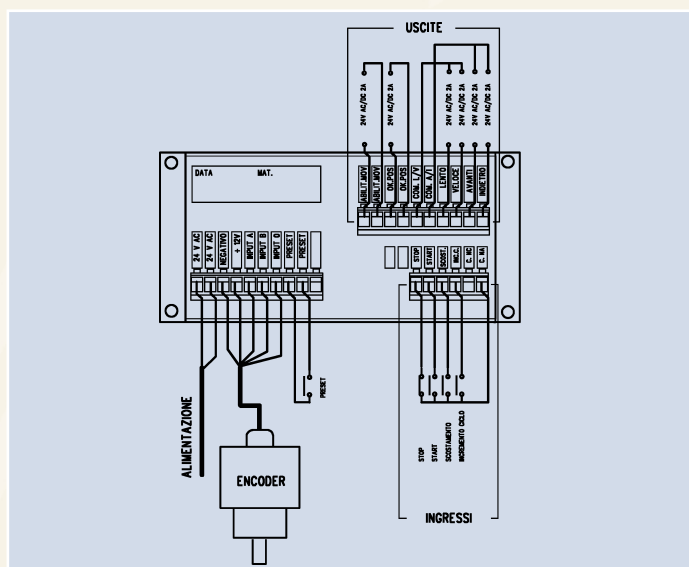 USCITE
24V AC/DC 2A
24V AC/DC 2A
24V AC/DC 2A
24V AC/DC 2A
24V AC/DC 2A
24V AC/DC 2A
DATA MAT.
ABILIT.MOV
ABILIT.MOV
OK.POS
OK.POS
COM. L/V
COM. A/I
LENTO
VELOCE
AVANTI
INDIETRO
24 V AC
24 V AC
NEGATIVO
+ 12V
INPUT A
INPUT B
INPUT 0
PRESET
PRESET
STOP
START
SCOST.
INC.C.
C. NC
C. NA
PRESET
ALIMENTAZIONE
STOP
START
SCOSTAMENTO
INCREMENTO CICLO
ENCODER
INGRESSI